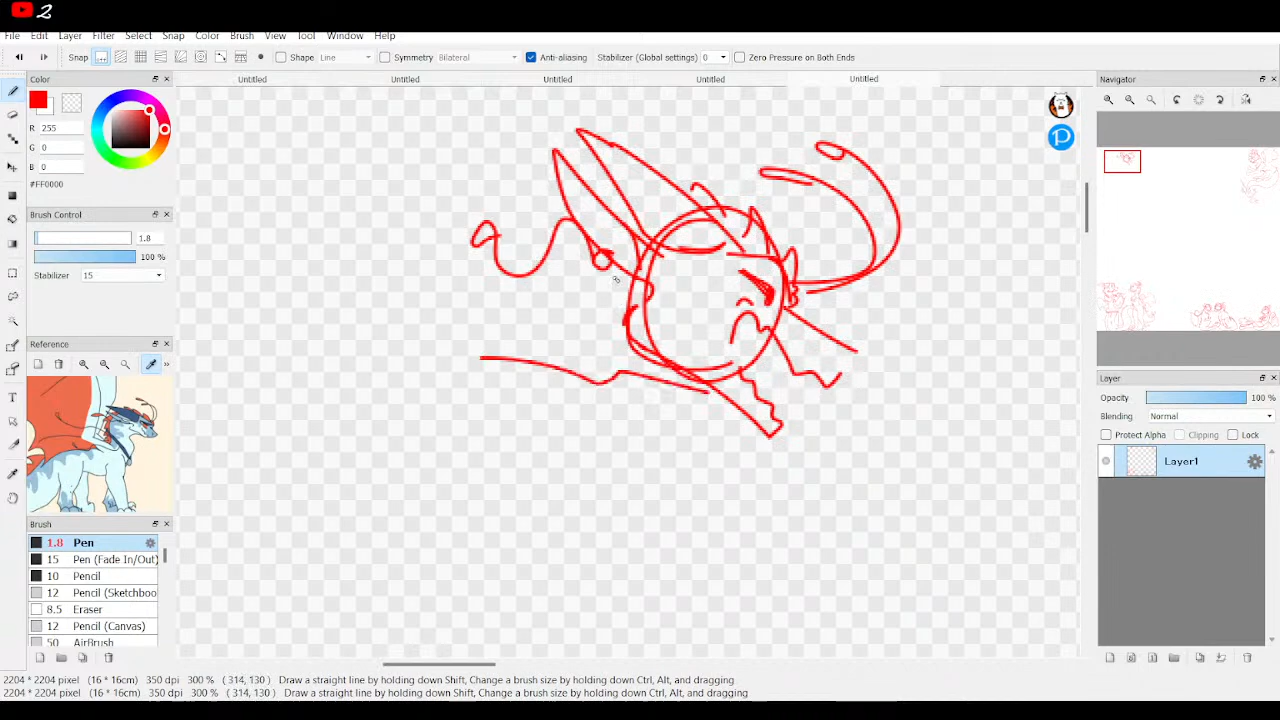 2
File Edit Layer Filter Select Snap Color Brush Tool Window Help
Snap Shape Line Symmetry Bilateral Anti-aliasing Stabilizer (Global settings) 0 Zero Pressure on Both Ends
Color Untitled Untitled Untitled Untitled Untitled Navigator
R 255
G 0
B 0
#FF0000
Brush Control
1.8
100 %
Stabilizer 15
Reference
Layer
Opacity 100 %
Blending Normal
Protect Alpha Clipping Lock
Layer1
Brush
1.8 Pen
15 Pen (Fade In/Out)
10 Pencil
12 Pencil (Sketchboo
8.5 Eraser
12 Pencil (Canvas)
50 AirBrush
2204 * 2204 pixel (16 * 16cm) 350 dpi 300 % ( 314, 130 ) Draw a straight line by holding down Shift, Change a brush size by holding down Ctrl, Alt, and dragging
2204 * 2204 pixel (16 * 16cm) 350 dpi 300 % ( 314, 130 ) Draw a straight line by holding down Shift, Change a brush size by holding down Ctrl, Alt, and dragging